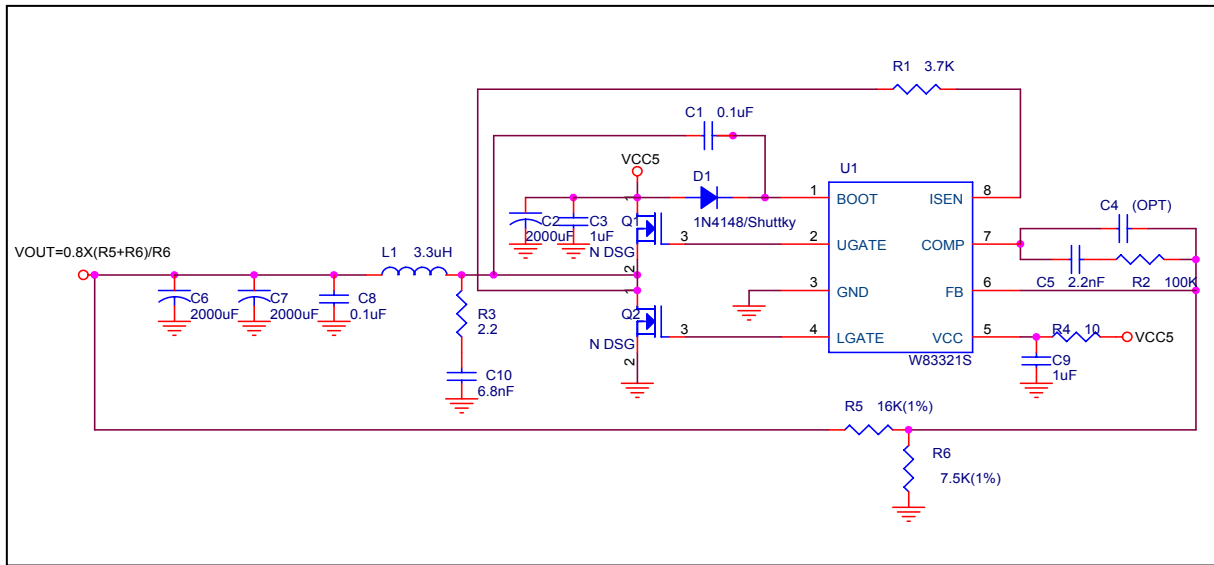 R1 3.7K
C1 0.1uF
VCC5
D1
U1
1 BOOT
ISEN 8
C4 (OPT)
1
C2
2000uF
C3
1uF
Q1
1N4148/Shuttky
N DSG
3
2 UGATE
COMP 7
2
VOUT=0.8X(R5+R6)/R6
L1 3.3uH
C5 2.2nF
R2 100K
C6
2000uF
C7
2000uF
C8
0.1uF
R3
2.2
1
Q2
3 GND
FB 6
N DSG
3
4 LGATE
VCC 5
R4 10
VCC5
2
W83321S
C9
1uF
C10
6.8nF
R5 16K(1%)
R6
7.5K(1%)